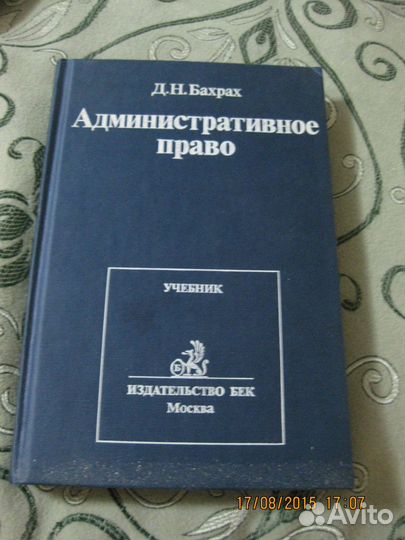 Д.Н.Бахрах
Административное
право
УЧЕБНИК
Б
ИЗДАТЕЛЬСТВО БЕК
Москва
17/08/2015 17:07
Avito